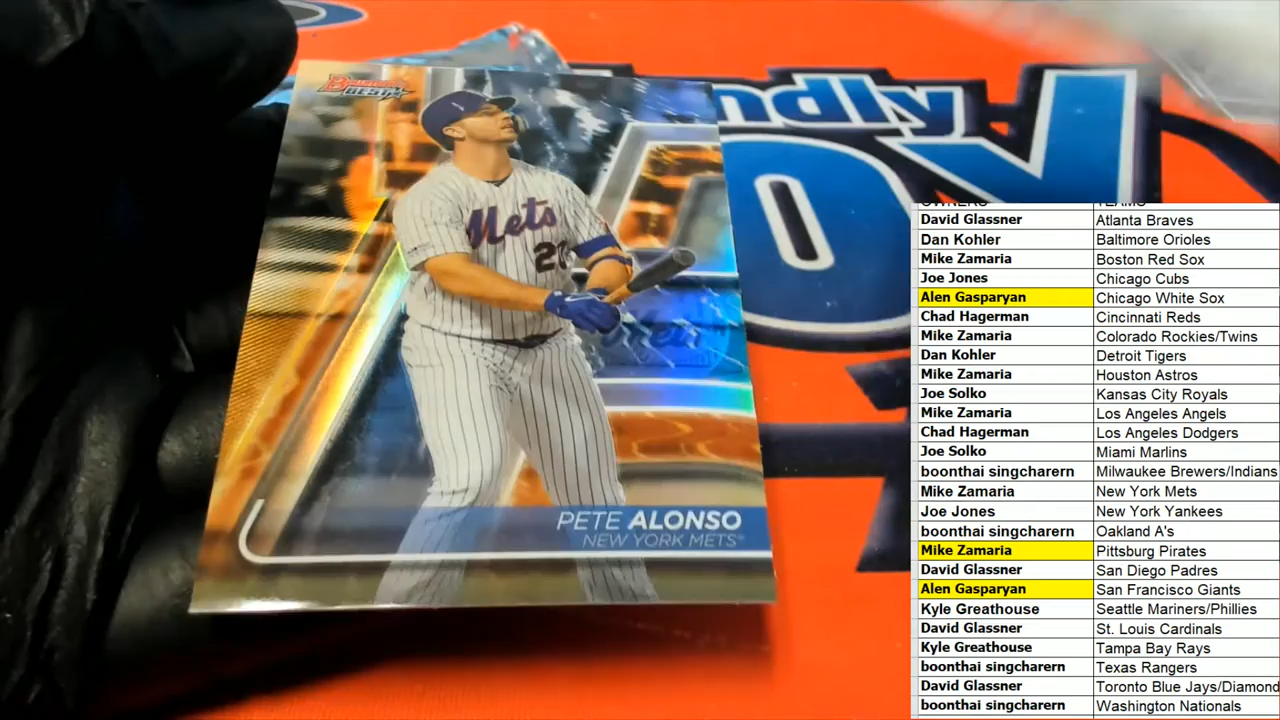 BOWMAN'S
BEST
Mets
20
PETE ALONSO
NEW YORK METS
ndly
OWNERS TEAMS
David Glassner Atlanta Braves
Dan Kohler Baltimore Orioles
Mike Zamaria Boston Red Sox
Joe Jones Chicago Cubs
Alen Gasparyan Chicago White Sox
Chad Hagerman Cincinnati Reds
Mike Zamaria Colorado Rockies/Twins
Dan Kohler Detroit Tigers
Mike Zamaria Houston Astros
Joe Solko Kansas City Royals
Mike Zamaria Los Angeles Angels
Chad Hagerman Los Angeles Dodgers
Joe Solko Miami Marlins
boonthai singcharern Milwaukee Brewers/Indians
Mike Zamaria New York Mets
Joe Jones New York Yankees
boonthai singcharern Oakland A's
Mike Zamaria Pittsburg Pirates
David Glassner San Diego Padres
Alen Gasparyan San Francisco Giants
Kyle Greathouse Seattle Mariners/Phillies
David Glassner St. Louis Cardinals
Kyle Greathouse Tampa Bay Rays
boonthai singcharern Texas Rangers
David Glassner Toronto Blue Jays/Diamond
boonthai singcharern Washington Nationals